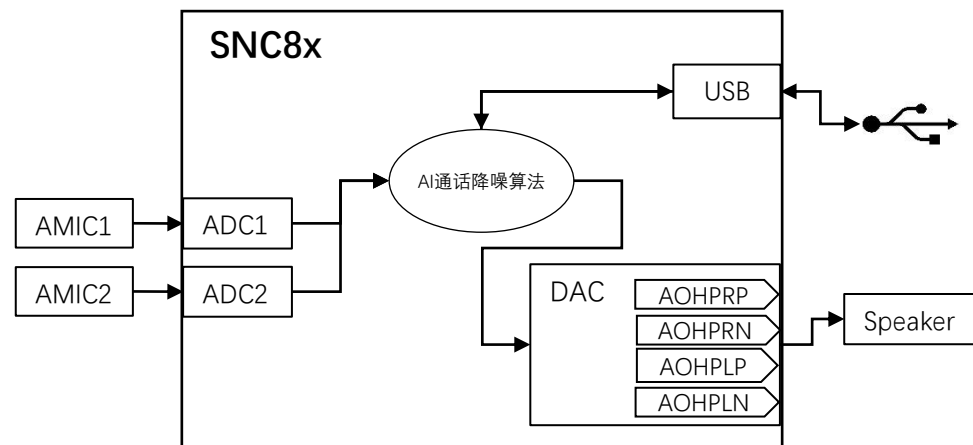 SNC8x
USB
AI通话降噪算法
AMIC1
ADC1
AMIC2
ADC2
DAC
AOHPRP
AOHPRN
AOHPLP
AOHPLN
Speaker